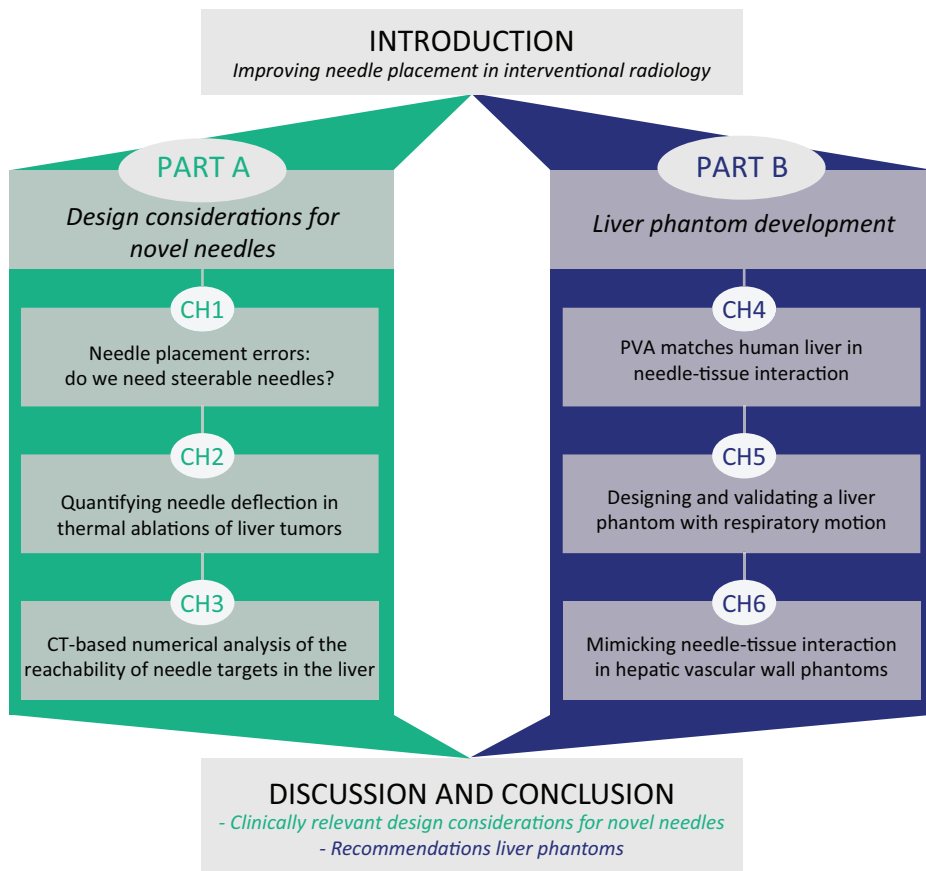 INTRODUCTION
Improving needle placement in interventional radiology
PART A
Design considerations for
novel needles
CH1
Needle placement errors:
do we need steerable needles?
CH2
Quantifying needle deflection in
thermal ablations of liver tumors
CH3
CT-based numerical analysis of the
reachability of needle targets in the liver
PART B
Liver phantom development
CH4
PVA matches human liver in
needle-tissue interaction
CH5
Designing and validating a liver
phantom with respiratory motion
CH6
Mimicking needle-tissue interaction
in hepatic vascular wall phantoms
DISCUSSION AND CONCLUSION
- Clinically relevant design considerations for novel needles
- Recommendations liver phantoms